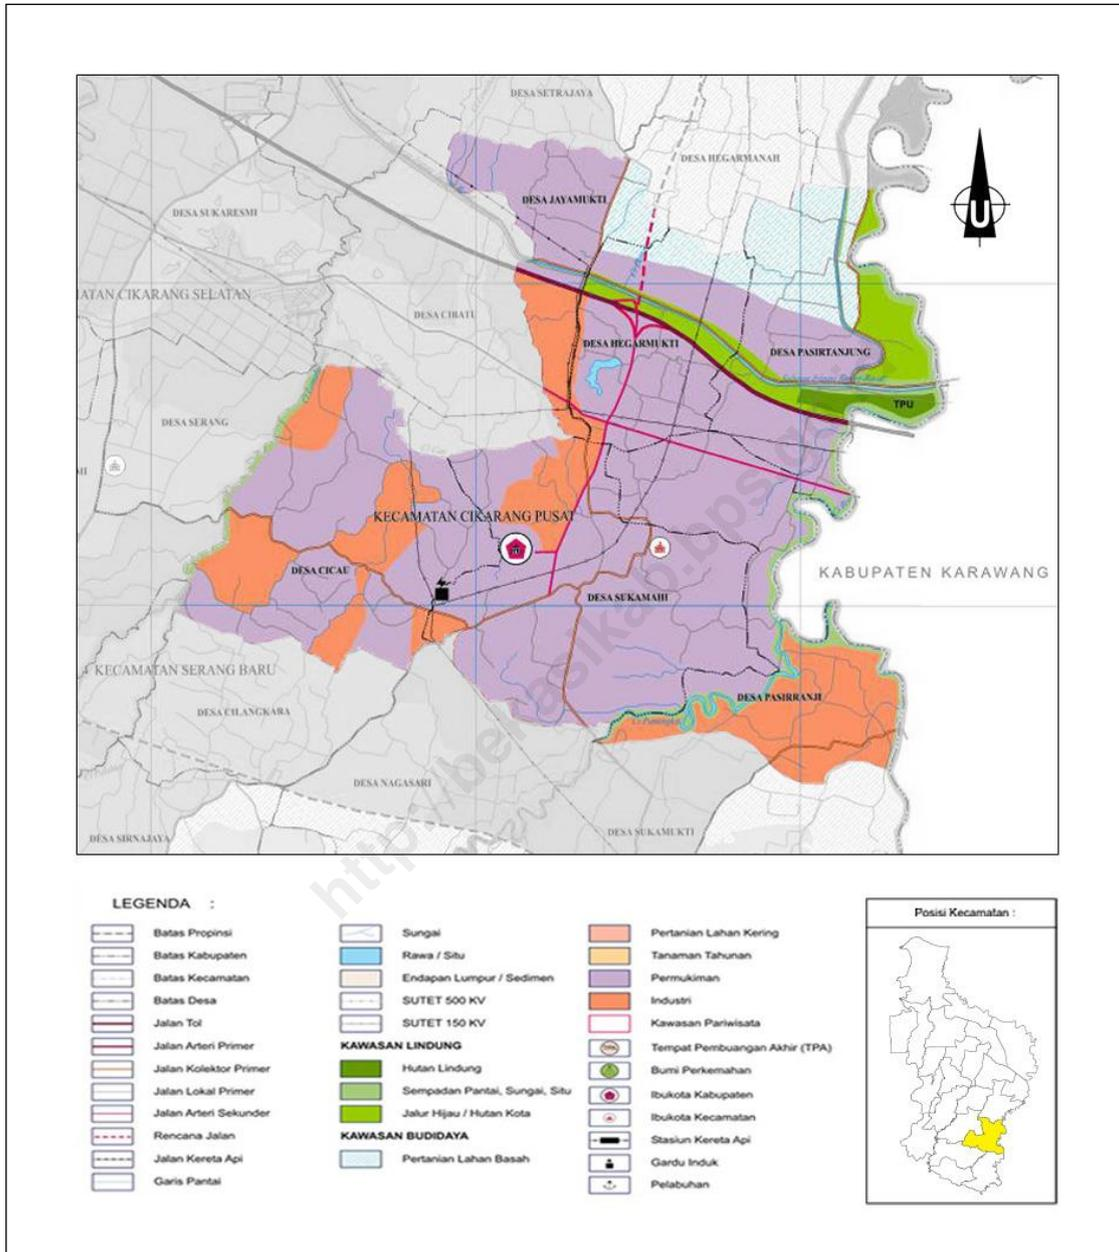 DESA SETRAJAYA
DESA HEGARMANAH
DESA JAYAMUKTI
DESA SUKARESMI
U
ATAN CIKARANG SELATAN
DESA CIBATU
DESA HEGARMUKTI
DESA PASIRTANJUNG
TPU
DESA SERANG
KECAMATAN CIKARANG PUSAT
DESA CICAU
KABUPATEN KARAWANG
DESA SUKAMAHI
KECAMATAN SERANG BARU
DESA PASIRRANJI
DESA CILANGKARA
DESA NAGASARI
DESA SUKAMUKTI
DESA SIRNAJAYA
http://bekasikab.bps.go.id
LEGENDA :
Batas Propinsi
Batas Kabupaten
Batas Kecamatan
Batas Desa
Jalan Tol
Jalan Arteri Primer
Jalan Kolektor Primer
Jalan Lokal Primer
Jalan Arteri Sekunder
Rencana Jalan
Jalan Kereta Api
Garis Pantai
Sungai
Rawa / Situ
Endapan Lumpur / Sedimen
SUTET 500 KV
SUTET 150 KV
KAWASAN LINDUNG
Hutan Lindung
Sempadan Pantai, Sungai, Situ
Jalur Hijau / Hutan Kota
KAWASAN BUDIDAYA
Pertanian Lahan Basah
Pertanian Lahan Kering
Tanaman Tahunan
Permukiman
Industri
Kawasan Pariwisata
Tempat Pembuangan Akhir (TPA)
Bumi Perkemahan
Ibukota Kabupaten
Ibukota Kecamatan
Stasiun Kereta Api
Gardu Induk
Pelabuhan
Posisi Kecamatan :